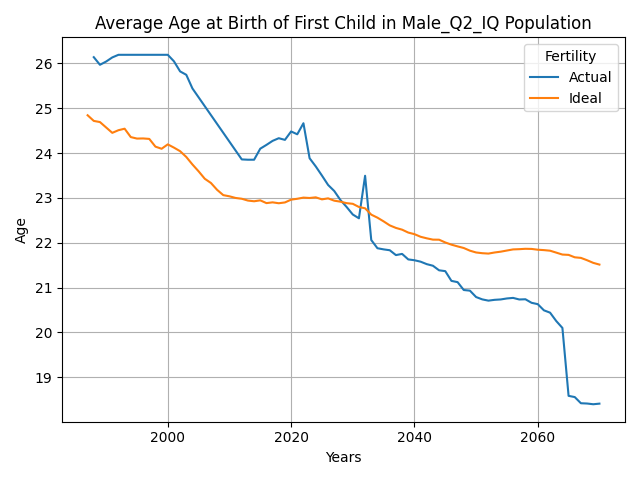 Average Age at Birth of First Child in Male_Q2_IQ Population
Fertility
Actual
Ideal
26
25
24
23
22
21
20
19
Age
2000
2020
2040
2060
Years